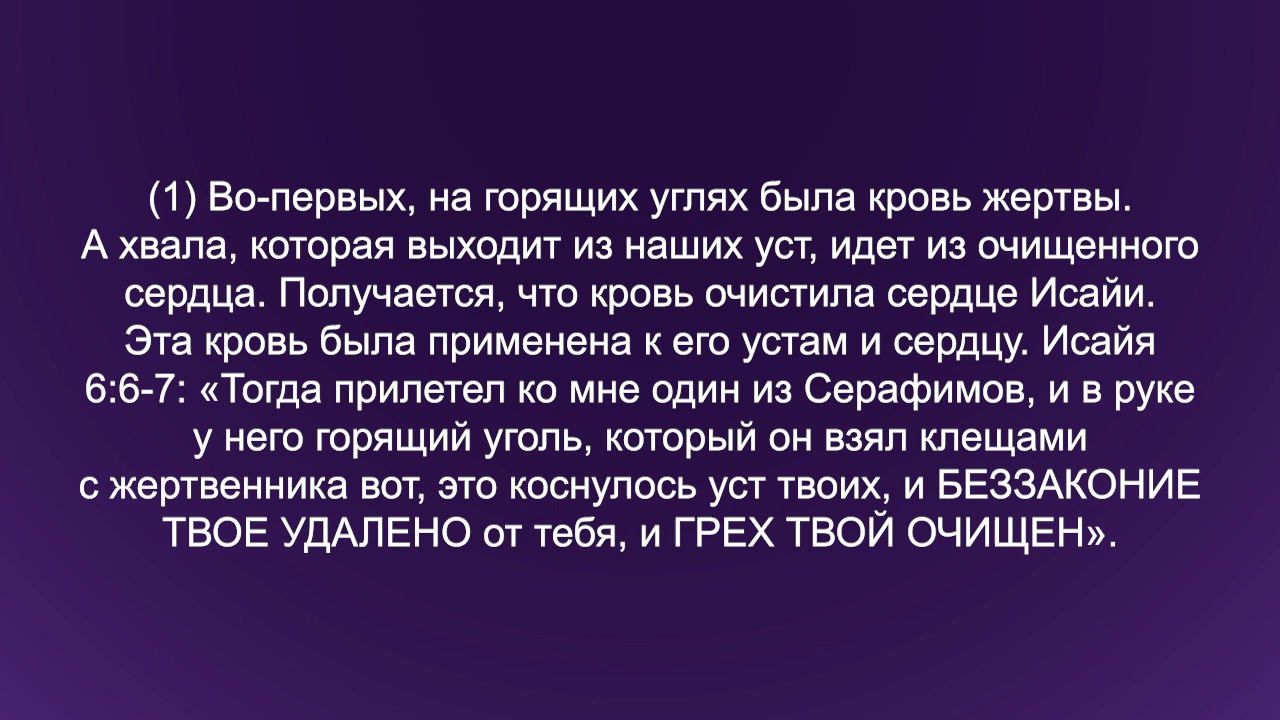 (1) Во-первых, на горящих углях была кровь жертвы.
А хвала, которая выходит из наших уст, идет из очищенного
сердца. Получается, что кровь очистила сердце Исайи.
Эта кровь была применена к его устам и сердцу. Исайя
6:6-7: «Тогда прилетел ко мне один из Серафимов, и в руке
у него горящий уголь, который он взял клещами
с жертвенника вот, это коснулось уст твоих, и БЕЗЗАКОНИЕ
ТВОЕ УДАЛЕНО от тебя, и ГРЕХ ТВОЙ ОЧИЩЕН».